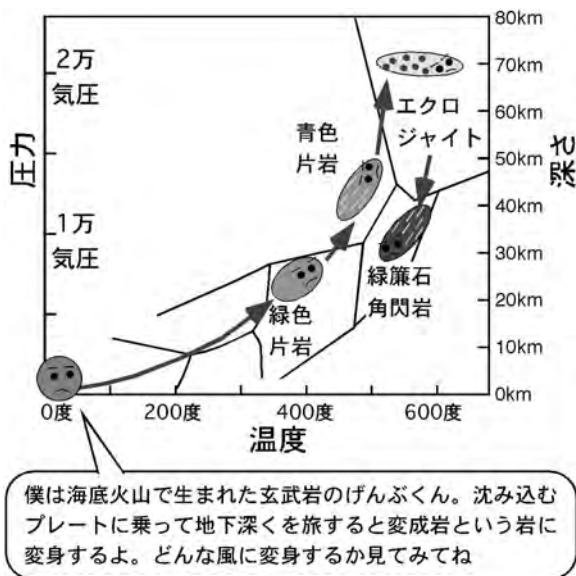 圧力
2万
気圧
1万
気圧
80km
70km
60km
50km
40km
30km
20km
10km
0km
深さ
エクロ
ジャイト
青色
片岩
緑簾石
角閃岩
緑色
片岩
0度
200度
400度
600度
温度
僕は海底火山で生まれた玄武岩のげんぶくん。沈み込む
プレートに乗って地下深くを旅すると変成岩という岩に
変身するよ。どんな風に変身するか見てみてね